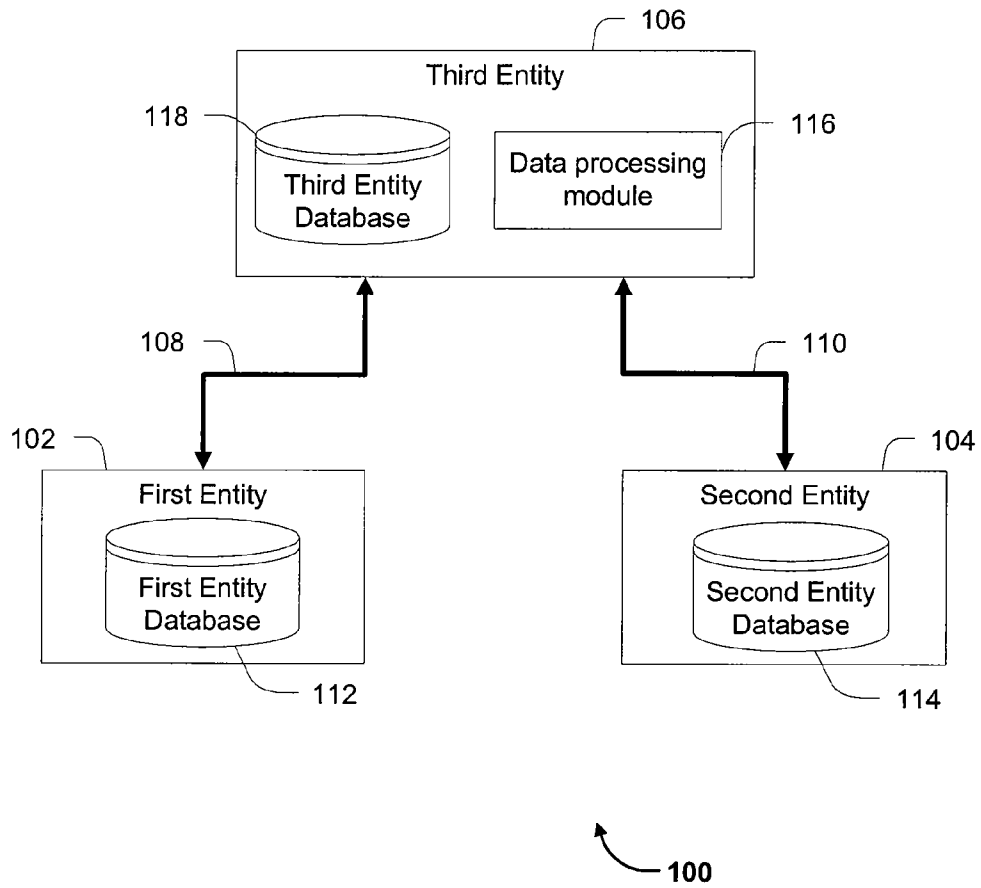 106
Third Entity
118
116
Third Entity
Database
Data processing
module
108
110
102
104
First Entity
Second Entity
First Entity
Database
Second Entity
Database
112
114
100